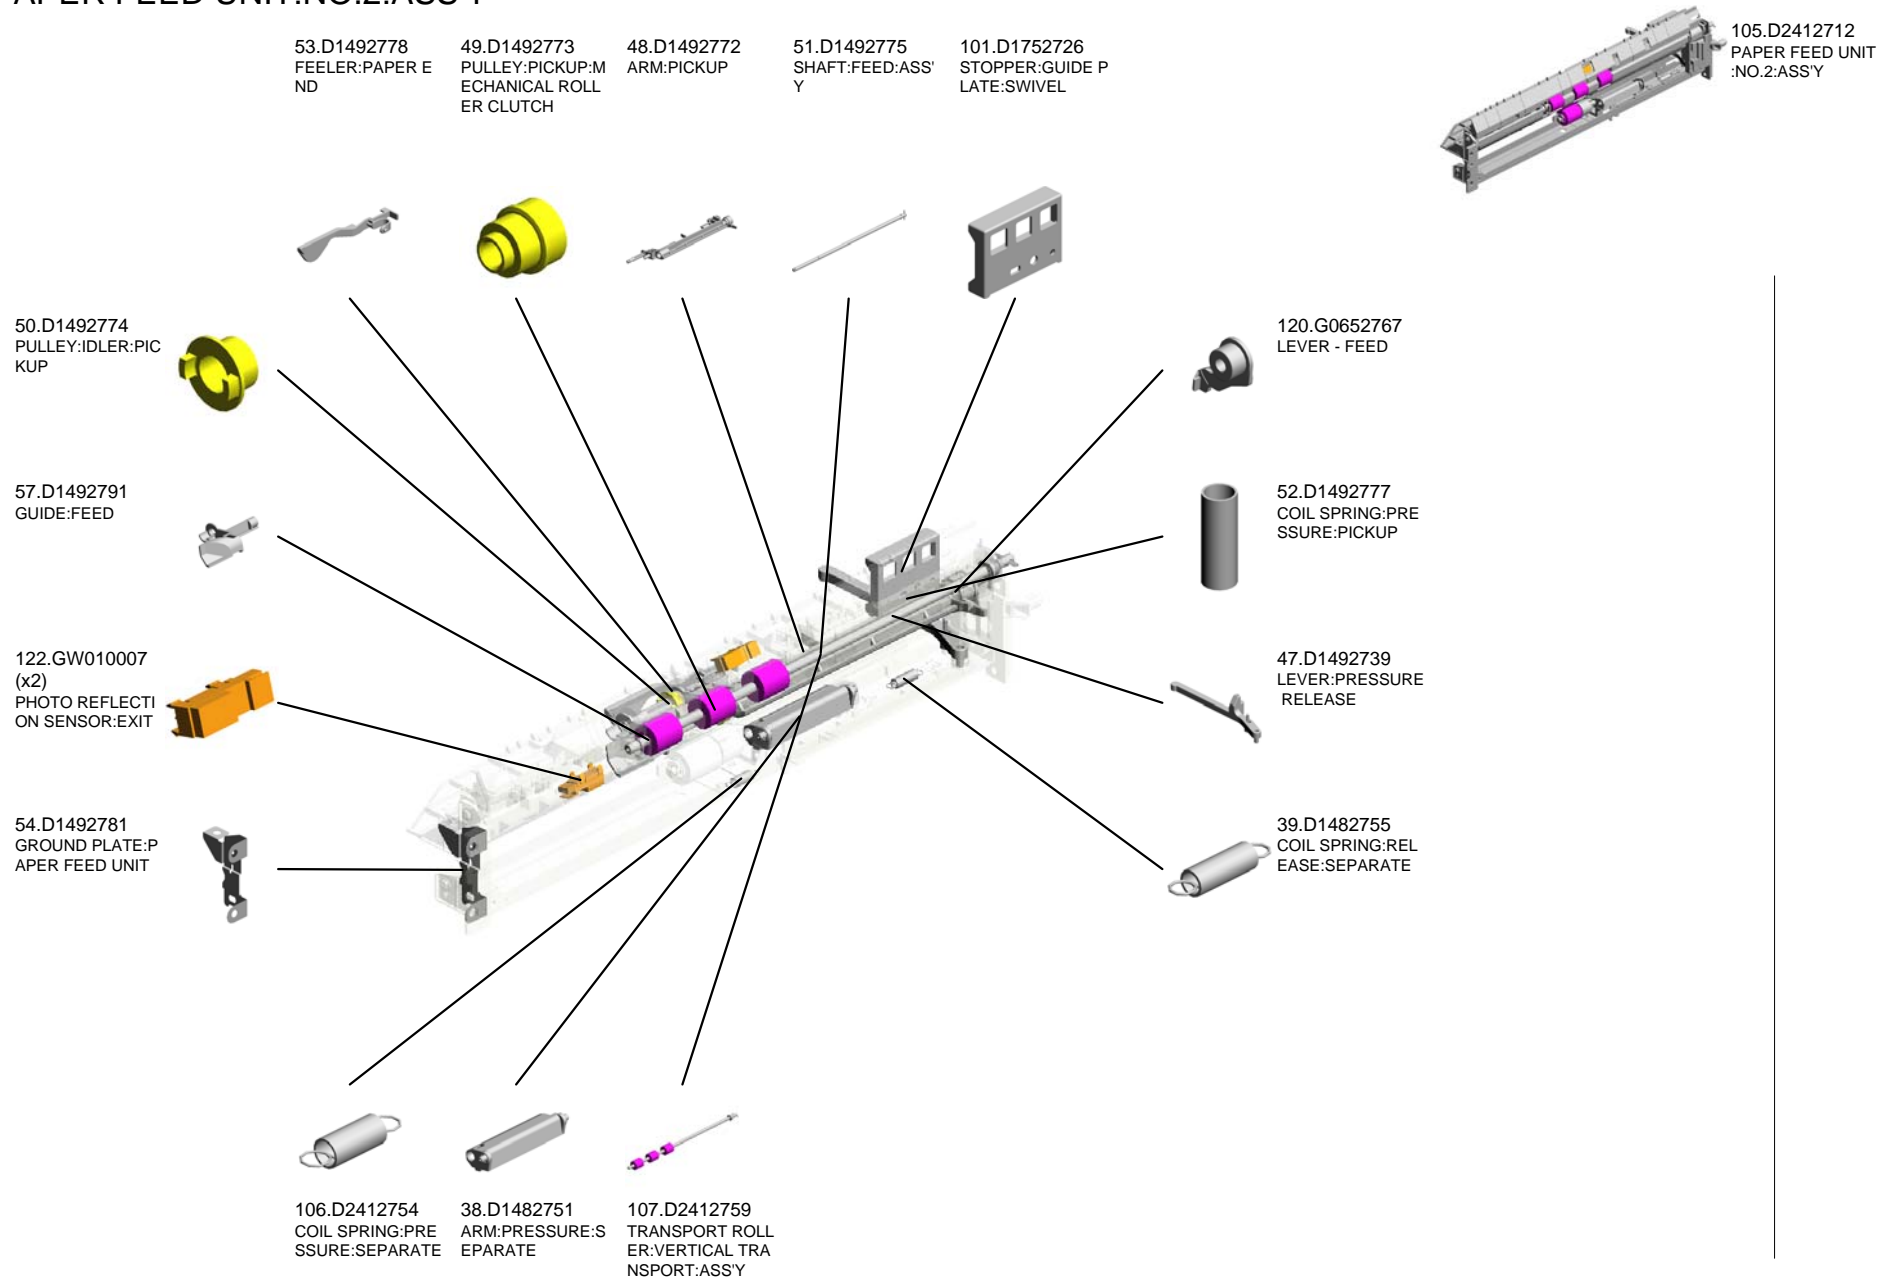 APER FEED UNIT:NO.2:ASS'Y
53.D1492778
FEELER:PAPER E
ND
49.D1492773
PULLEY:PICKUP:M
ECHANICAL ROLL
ER CLUTCH
48.D1492772
ARM:PICKUP
51.D1492775
SHAFT:FEED:ASS'
Y
101.D1752726
STOPPER:GUIDE P
LATE:SWIVEL
105.D2412712
PAPER FEED UNIT
:NO.2:ASS'Y
50.D1492774
PULLEY:IDLER:PIC
KUP
120.G0652767
LEVER - FEED
57.D1492791
GUIDE:FEED
52.D1492777
COIL SPRING:PRE
SSURE:PICKUP
122.GW010007
(x2)
PHOTO REFLECTI
ON SENSOR:EXIT
47.D1492739
LEVER:PRESSURE
RELEASE
54.D1492781
GROUND PLATE:P
APER FEED UNIT
39.D1482755
COIL SPRING:REL
EASE:SEPARATE
106.D2412754
COIL SPRING:PRE
SSURE:SEPARATE
38.D1482751
ARM:PRESSURE:S
EPARATE
107.D2412759
TRANSPORT ROLL
ER:VERTICAL TRA
NSPORT:ASS'Y